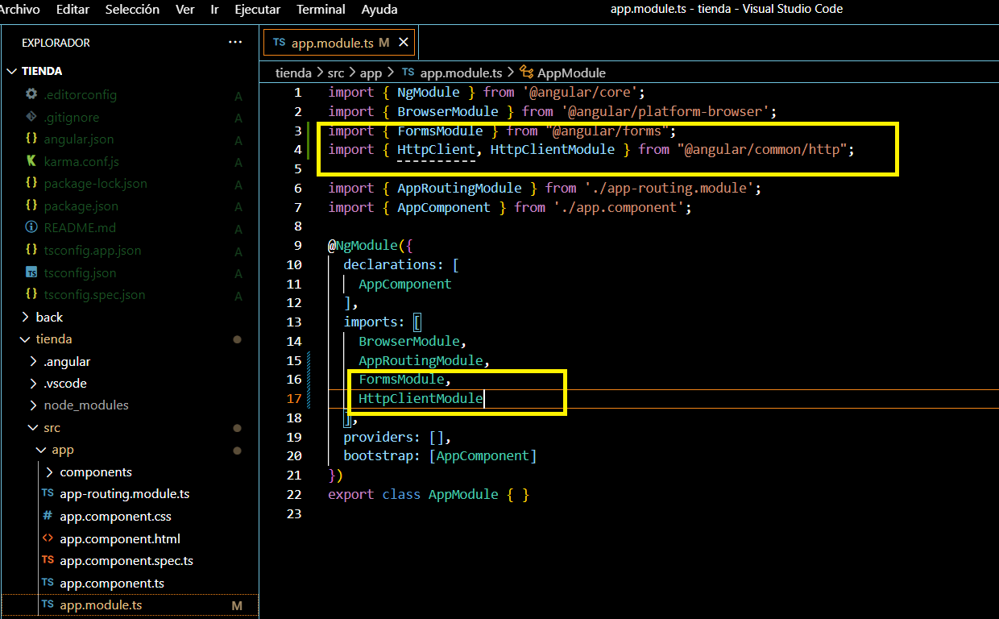 Archivo Editar Selección Ver Ir Ejecutar Terminal Ayuda app.module.ts - tienda - Visual Studio Code
EXPLORADOR ···
TIENDA
.editorconfig A
.gitignore A
{} angular.json A
karma.conf.js A
{} package-lock.json A
{} package.json A
README.md A
{} tsconfig.app.json A
TS tsconfig.json A
{} tsconfig.spec.json A
back
tienda
.angular
.vscode
node_modules
src
app
components
TS app-routing.module.ts
# app.component.css
<> app.component.html
TS app.component.spec.ts
TS app.component.ts
TS app.module.ts M
TS app.module.ts M
tienda > src > app > TS app.module.ts > AppModule
1 import { NgModule } from '@angular/core';
2 import { BrowserModule } from '@angular/platform-browser';
3 import { FormsModule } from "@angular/forms";
4 import { HttpClient, HttpClientModule } from "@angular/common/http";
5
6 import { AppRoutingModule } from './app-routing.module';
7 import { AppComponent } from './app.component';
8
9 @NgModule({
10 declarations: [
11 AppComponent
12 ],
13 imports: [
14 BrowserModule,
15 AppRoutingModule,
16 FormsModule,
17 HttpClientModule
18 ],
19 providers: [],
20 bootstrap: [AppComponent]
21 })
22 export class AppModule { }
23